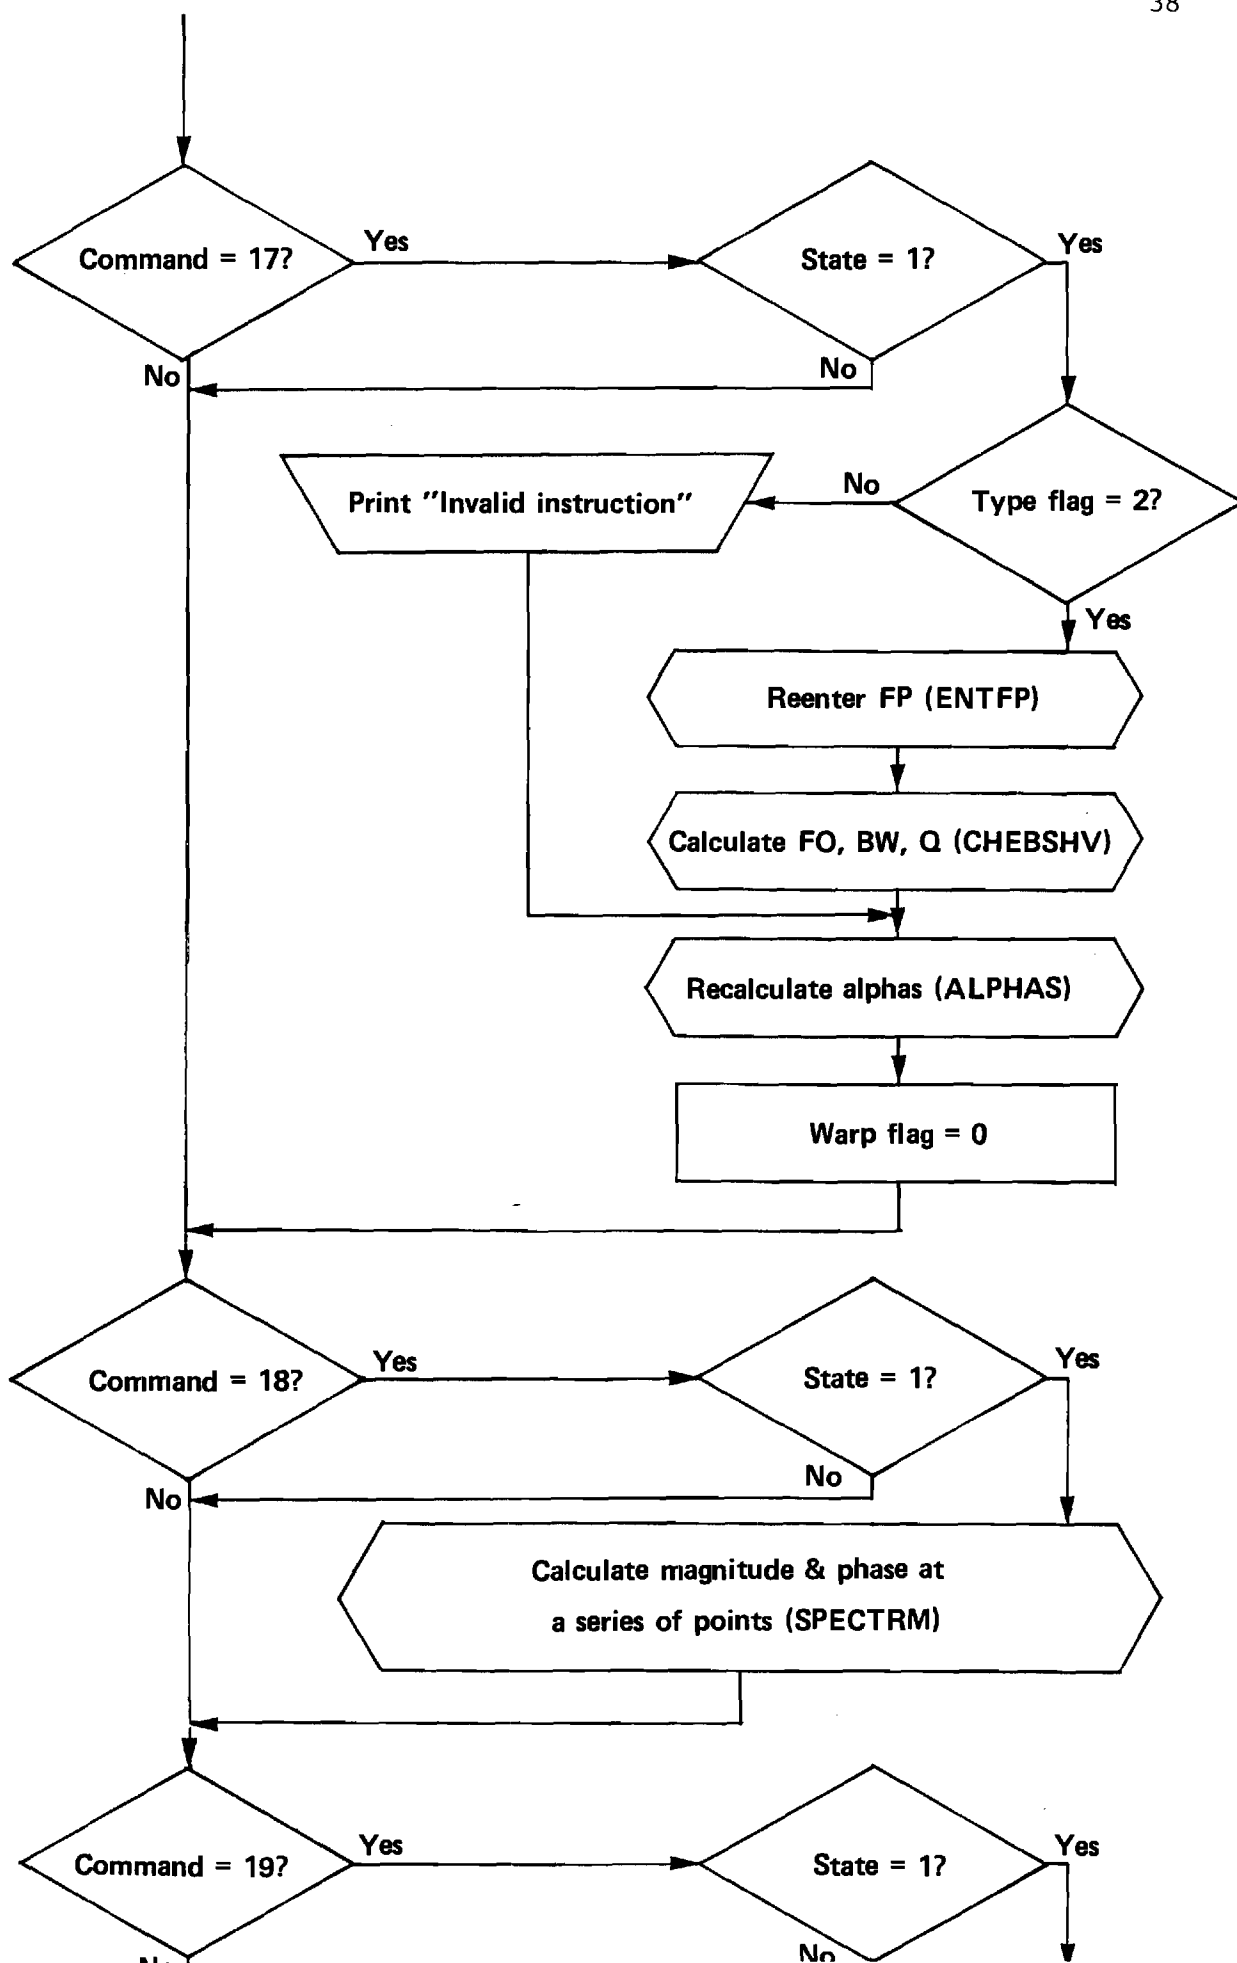 38
Command = 17?
Yes
State = 1?
Yes
No
No
Print "Invalid instruction"
No
Type flag = 2?
Yes
Reenter FP (ENTFP)
Calculate FO, BW, Q (CHEBSHV)
Recalculate alphas (ALPHAS)
Warp flag = 0
Command = 18?
Yes
State = 1?
Yes
No
No
Calculate magnitude & phase at
a series of points (SPECTRM)
Command = 19?
Yes
State = 1?
Yes
No
No